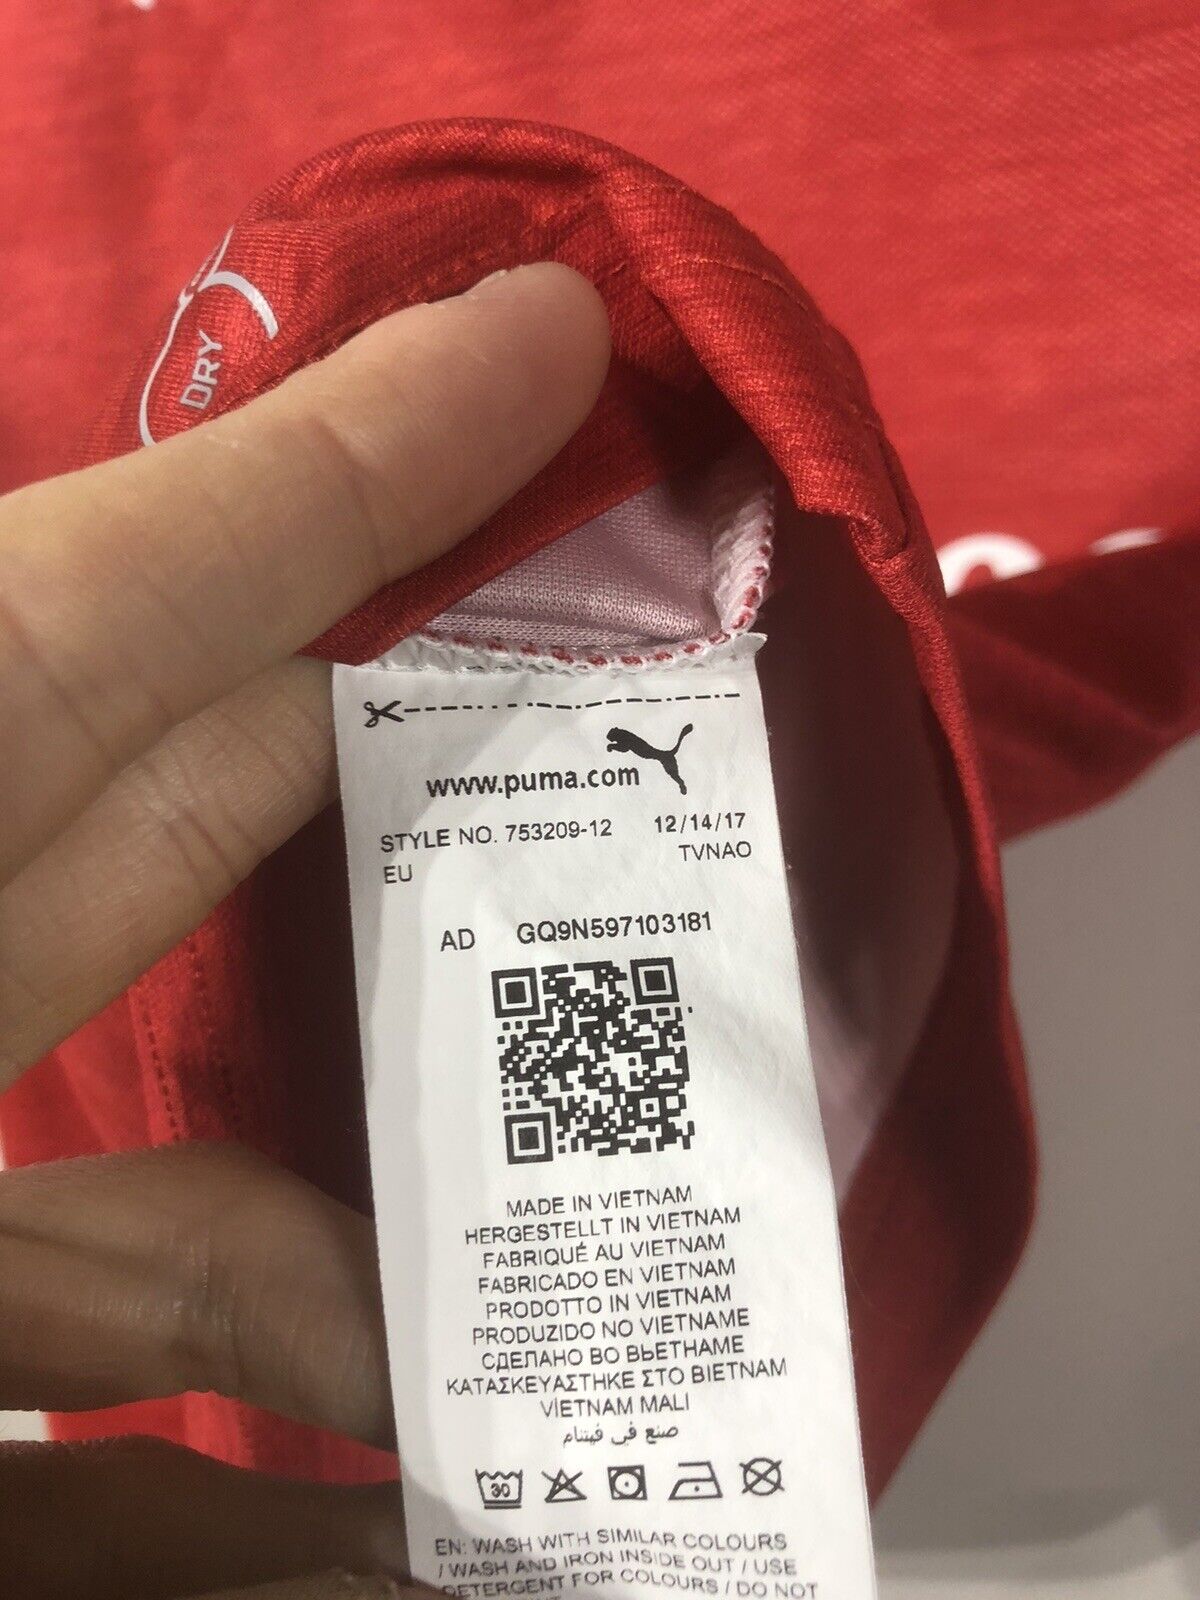 DRY
www.puma.com
STYLE NO. 753209-12 12/14/17
EU TVNAO
AD GQ9N597103181
MADE IN VIETNAM
HERGESTELLT IN VIETNAM
FABRIQUÉ AU VIETNAM
FABRICADO EN VIETNAM
PRODOTTO IN VIETNAM
PRODUZIDO NO VIETNAME
СДЕЛАНО ВО ВЬЕТНАМЕ
ΚΑΤΑΣΚΕΥΑΣΤΗΚΕ ΣΤΟ ΒΙΕΤΝΑΜ
VİETNAM MALI
صنع في فيتنام
30
EN: WASH WITH SIMILAR COLOURS
/ WASH AND IRON INSIDE OUT / USE
DETERGENT FOR COLOURS / DO NOT